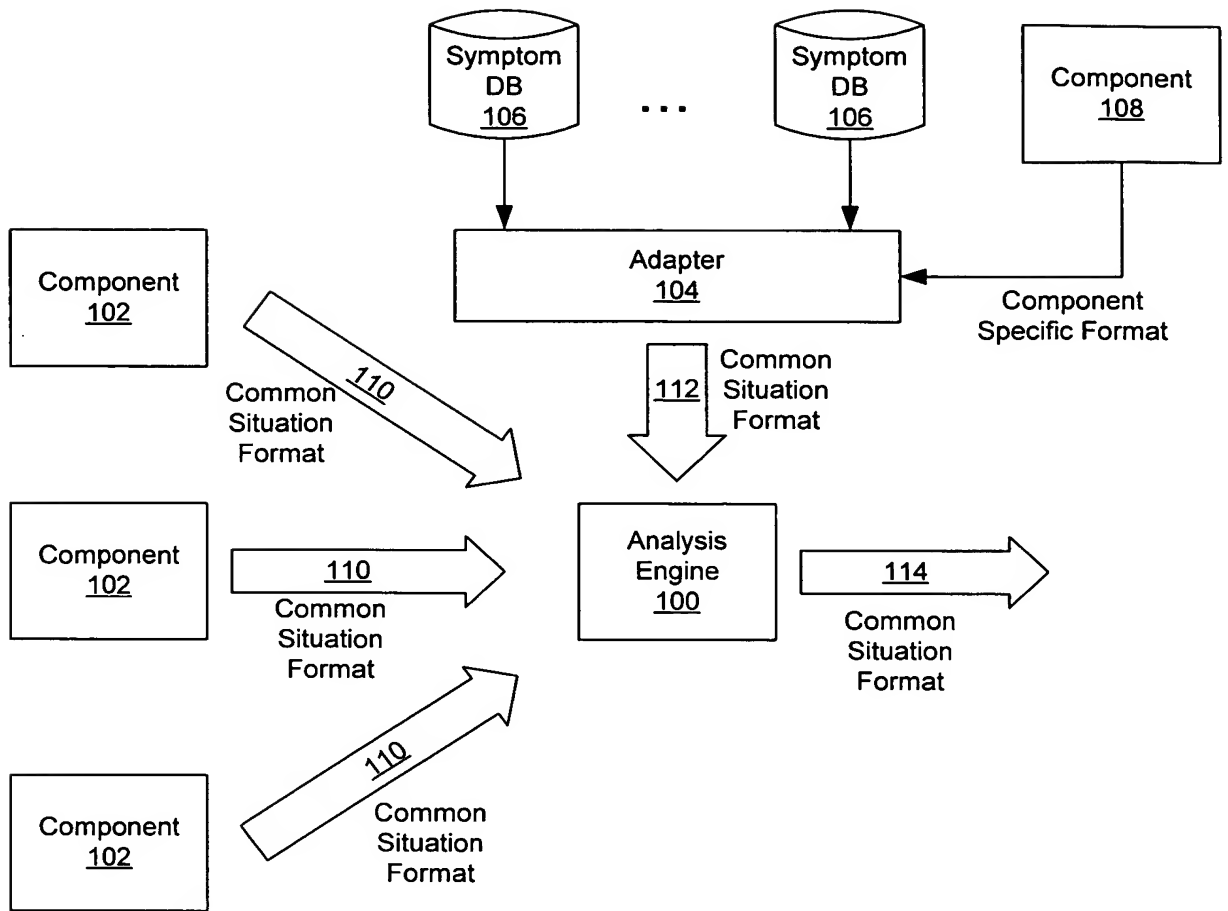 Symptom
DB
106
...
Symptom
DB
106
Component
108
Adapter
104
Component
Specific Format
Component
102
110
Common
Situation
Format
112
Common
Situation
Format
Component
102
110
Common
Situation
Format
Analysis
Engine
100
114
Common
Situation
Format
Component
102
110
Common
Situation
Format